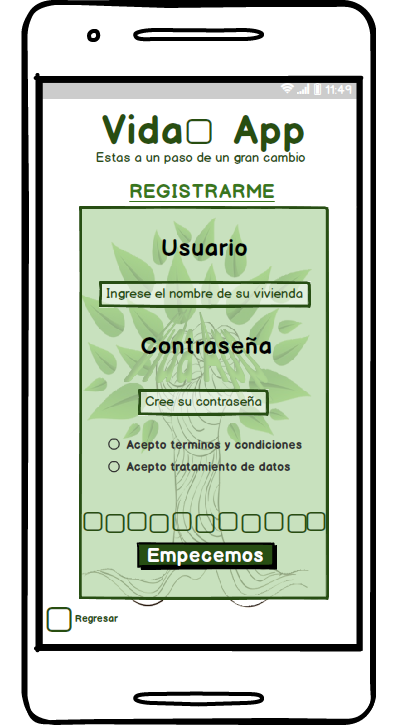 11:49
Vida▢ App
Estas a un paso de un gran cambio
REGISTRARME
Usuario
Ingrese el nombre de su vivienda
Contraseña
Cree su contraseña
Acepto terminos y condiciones
Acepto tratamiento de datos
Empecemos
Regresar